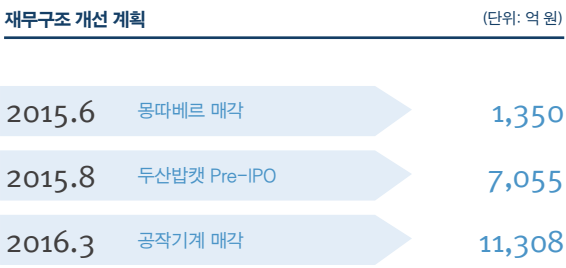 재무구조 개선 계획 (단위: 억 원)
2015.6 몽따베르 매각 1,350
2015.8 두산밥캣 Pre-IPO 7,055
2016.3 공작기계 매각 11,308